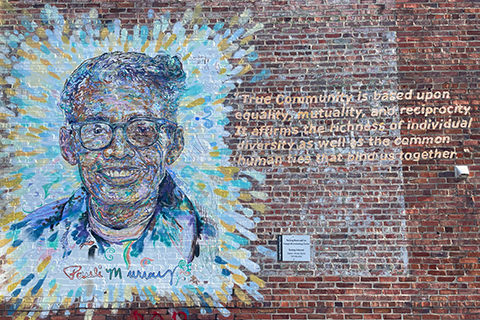 True Community is based upon
equality, mutuality, and reciprocity
It affirms the richness of individual
diversity as well as the common
human ties that bind us together.
Pauli Murray